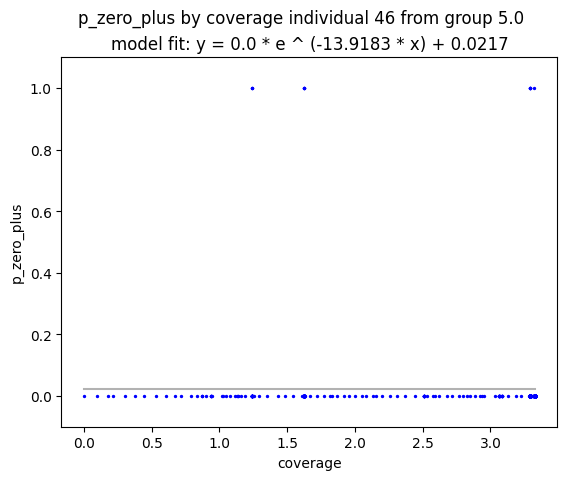 p_zero_plus by coverage individual 46 from group 5.0
model fit: y = 0.0 * e ^ (-13.9183 * x) + 0.0217
1.0
0.8
0.6
0.4
0.2
0.0
p_zero_plus
0.0 0.5 1.0 1.5 2.0 2.5 3.0
coverage